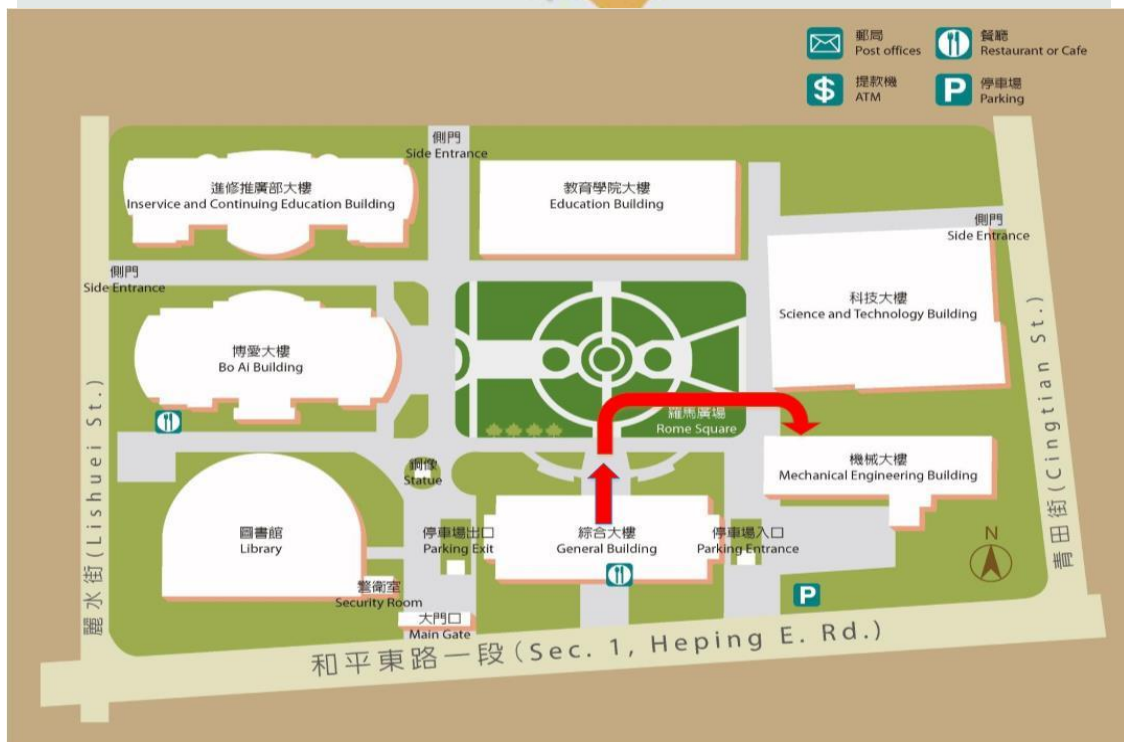 郵局
Post offices
餐廳
Restaurant or Cafe
$
提款機
ATM
P
停車場
Parking
側門
Side Entrance
進修推廣部大樓
Inservice and Continuing Education Building
教育學院大樓
Education Building
側門
Side Entrance
側門
Side Entrance
科技大樓
Science and Technology Building
博愛大樓
Bo Ai Building
羅馬廣場
Rome Square
機械大樓
Mechanical Engineering Building
銅像
Statue
圖書館
Library
停車場出口
Parking Exit
綜合大樓
General Building
停車場入口
Parking Entrance
N
警衛室
Security Room
P
大門口
Main Gate
麗水街(Lishuei St.)
青田街(Cingtian St.)
和平東路一段(Sec. 1, Heping E. Rd.)